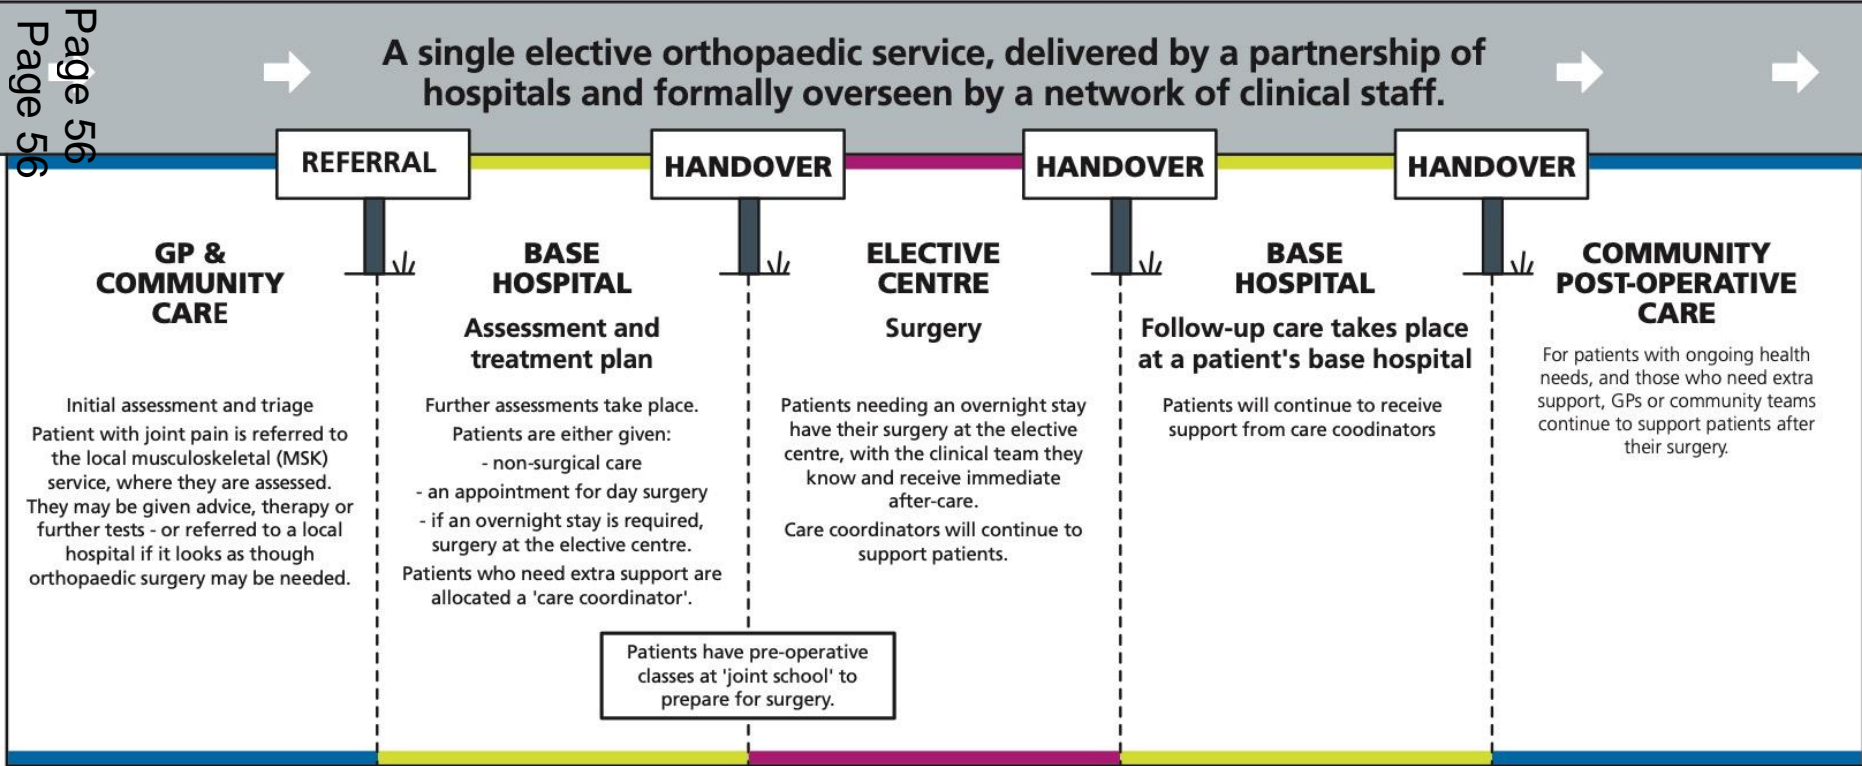 Page 56
Page 56
A single elective orthopaedic service, delivered by a partnership of
hospitals and formally overseen by a network of clinical staff.
REFERRAL
HANDOVER
HANDOVER
HANDOVER
GP &
COMMUNITY
CARE
Initial assessment and triage
Patient with joint pain is referred to
the local musculoskeletal (MSK)
service, where they are assessed.
They may be given advice, therapy or
further tests - or referred to a local
hospital if it looks as though
orthopaedic surgery may be needed.
BASE
HOSPITAL
Assessment and
treatment plan
Further assessments take place.
Patients are either given:
- non-surgical care
- an appointment for day surgery
- if an overnight stay is required,
surgery at the elective centre.
Patients who need extra support are
allocated a 'care coordinator'.
Patients have pre-operative
classes at 'joint school' to
prepare for surgery.
ELECTIVE
CENTRE
Surgery
Patients needing an overnight stay
have their surgery at the elective
centre, with the clinical team they
know and receive immediate
after-care.
Care coordinators will continue to
support patients.
BASE
HOSPITAL
Follow-up care takes place
at a patient's base hospital
Patients will continue to receive
support from care coodinators
COMMUNITY
POST-OPERATIVE
CARE
For patients with ongoing health
needs, and those who need extra
support, GPs or community teams
continue to support patients after
their surgery.